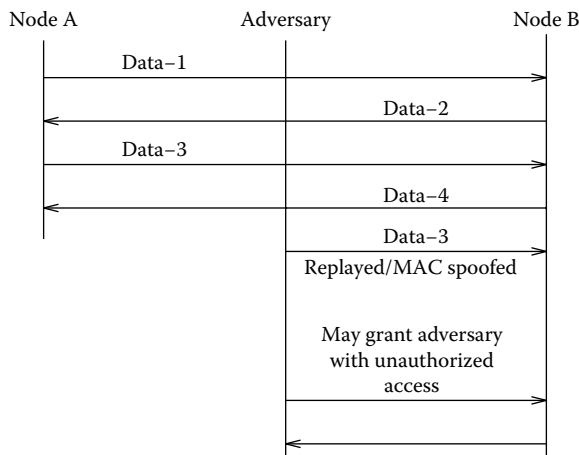 Node A
Adversary
Node B
Data–1
Data–2
Data–3
Data–4
Data–3
Replayed/MAC spoofed
May grant adversary
with unauthorized
access